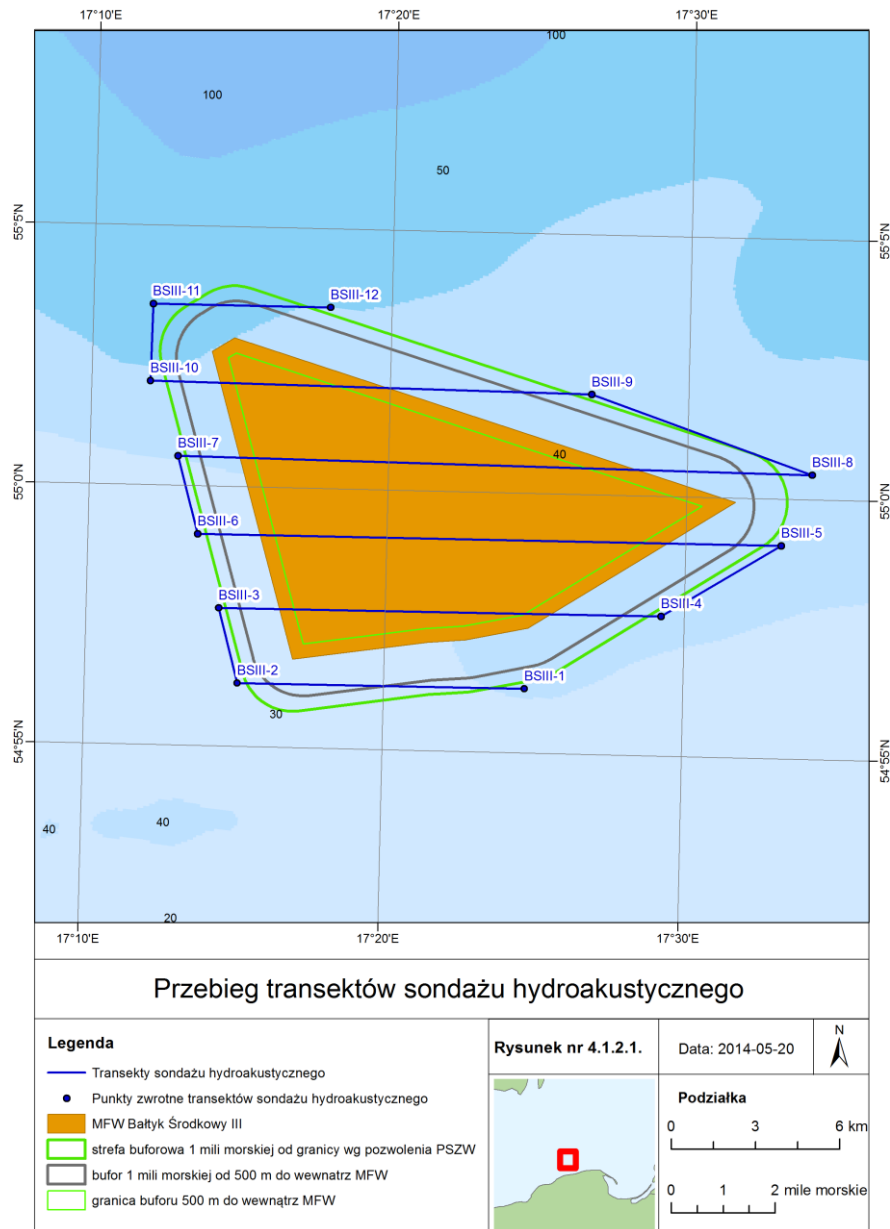 17°10'E 17°20'E 17°30'E
100
100
50
55°5'N 55°5'N
BSIII-11 BSIII-12
BSIII-10 BSIII-9
BSIII-7 40 BSIII-8
55°0'N 55°0'N
BSIII-6 BSIII-5
BSIII-3 BSIII-4
BSIII-2 BSIII-1
30
54°55'N 54°55'N
40 40
20
17°10'E 17°20'E 17°30'E
Przebieg transektów sondażu hydroakustycznego
Legenda
Transekty sondażu hydroakustycznego
Punkty zwrotne transektów sondażu hydroakustycznego
MFW Bałtyk Środkowy III
strefa buforowa 1 mili morskiej od granicy wg pozwolenia PSZW
bufor 1 mili morskiej od 500 m do wewnatrz MFW
granica buforu 500 m do wewnątrz MFW
Rysunek nr 4.1.2.1.
Data: 2014-05-20
N
Podziałka
0 3 6 km
0 1 2 mile morskie